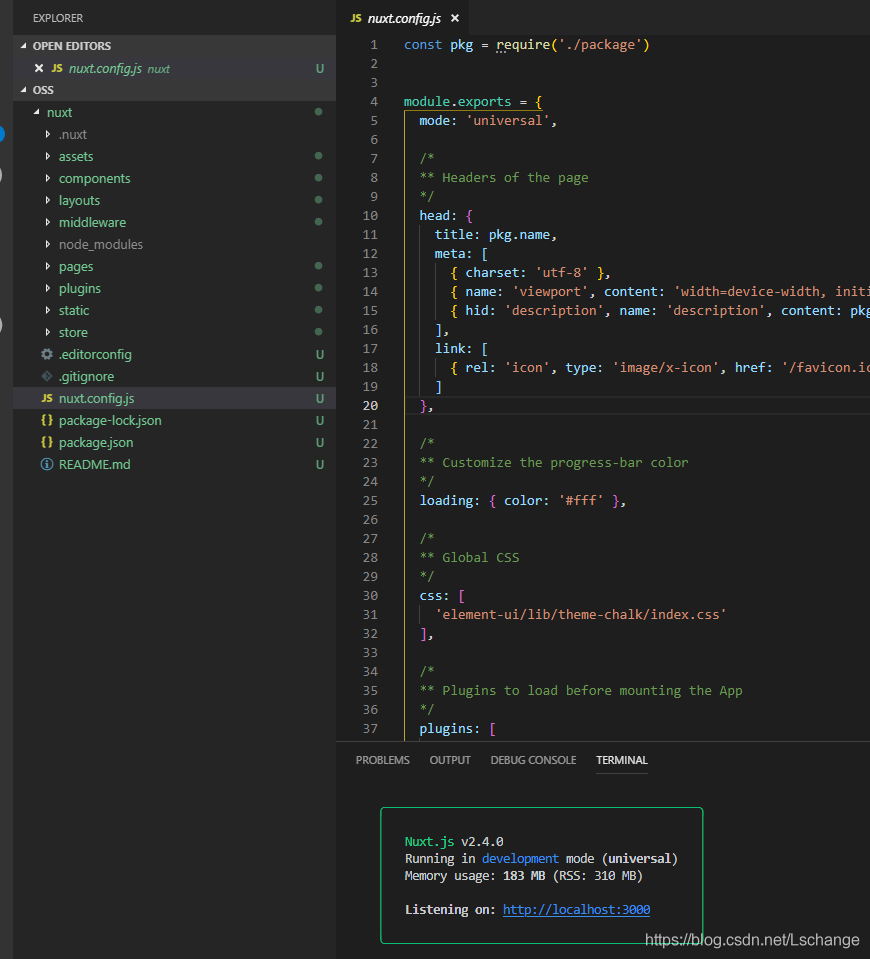 EXPLORER
OPEN EDITORS
JS nuxt.config.js nuxt U
OSS
nuxt
.nuxt
assets
components
layouts
middleware
node_modules
pages
plugins
static
store
.editorconfig U
.gitignore U
JS nuxt.config.js U
{} package-lock.json U
{} package.json U
README.md U
JS nuxt.config.js
1 const pkg = require('./package')
2
3
4 module.exports = {
5 mode: 'universal',
6
7 /*
8 ** Headers of the page
9 */
10 head: {
11 title: pkg.name,
12 meta: [
13 { charset: 'utf-8' },
14 { name: 'viewport', content: 'width=device-width, initi
15 { hid: 'description', name: 'description', content: pkg
16 ],
17 link: [
18 { rel: 'icon', type: 'image/x-icon', href: '/favicon.ic
19 ]
20 },
21
22 /*
23 ** Customize the progress-bar color
24 */
25 loading: { color: '#fff' },
26
27 /*
28 ** Global CSS
29 */
30 css: [
31 'element-ui/lib/theme-chalk/index.css'
32 ],
33
34 /*
35 ** Plugins to load before mounting the App
36 */
37 plugins: [
PROBLEMS OUTPUT DEBUG CONSOLE TERMINAL
Nuxt.js v2.4.0
Running in development mode (universal)
Memory usage: 183 MB (RSS: 310 MB)
Listening on: http://localhost:3000
https://blog.csdn.net/Lschange